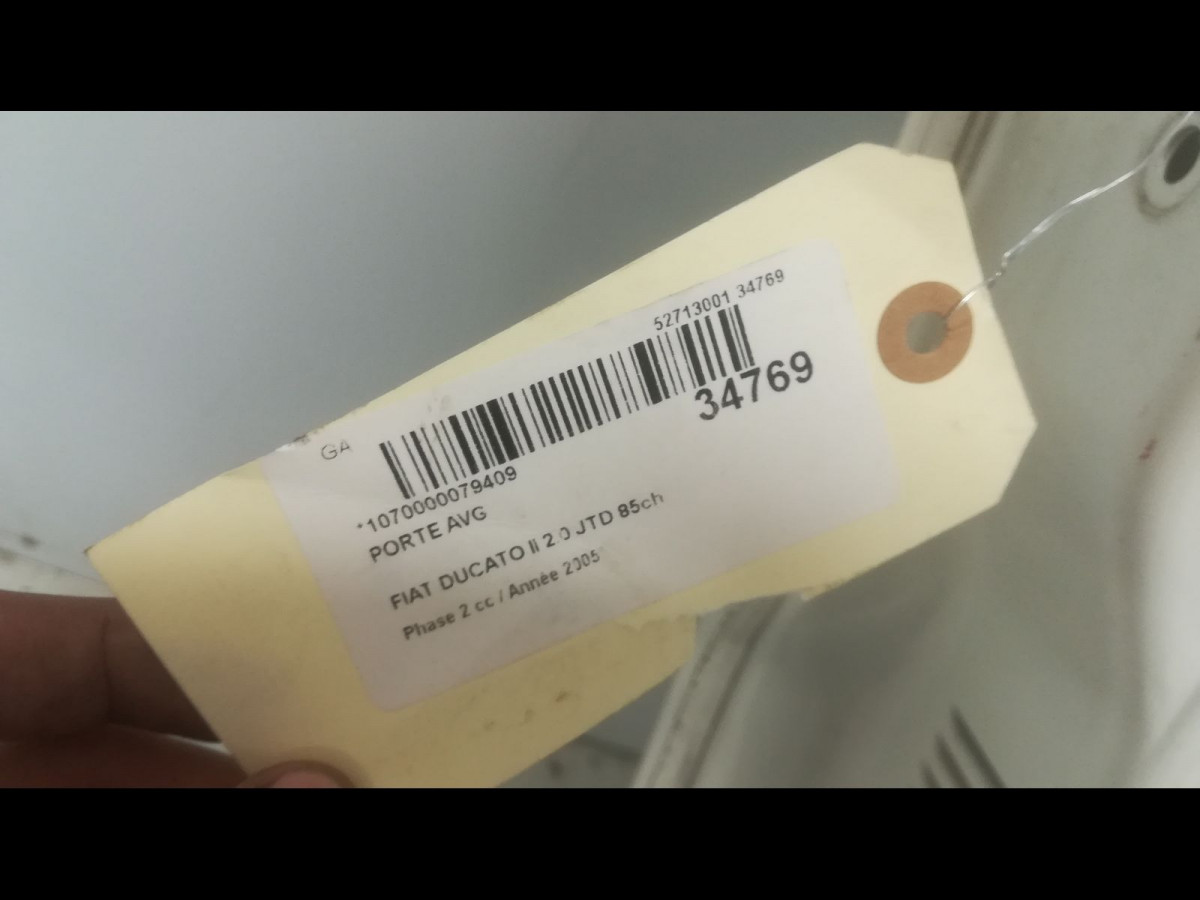 52713001 34769
GA
34769
*1070000079409
PORTE AVG
FIAT DUCATO II 2.0 JTD 85ch
Phase 2 cc / Année 2005